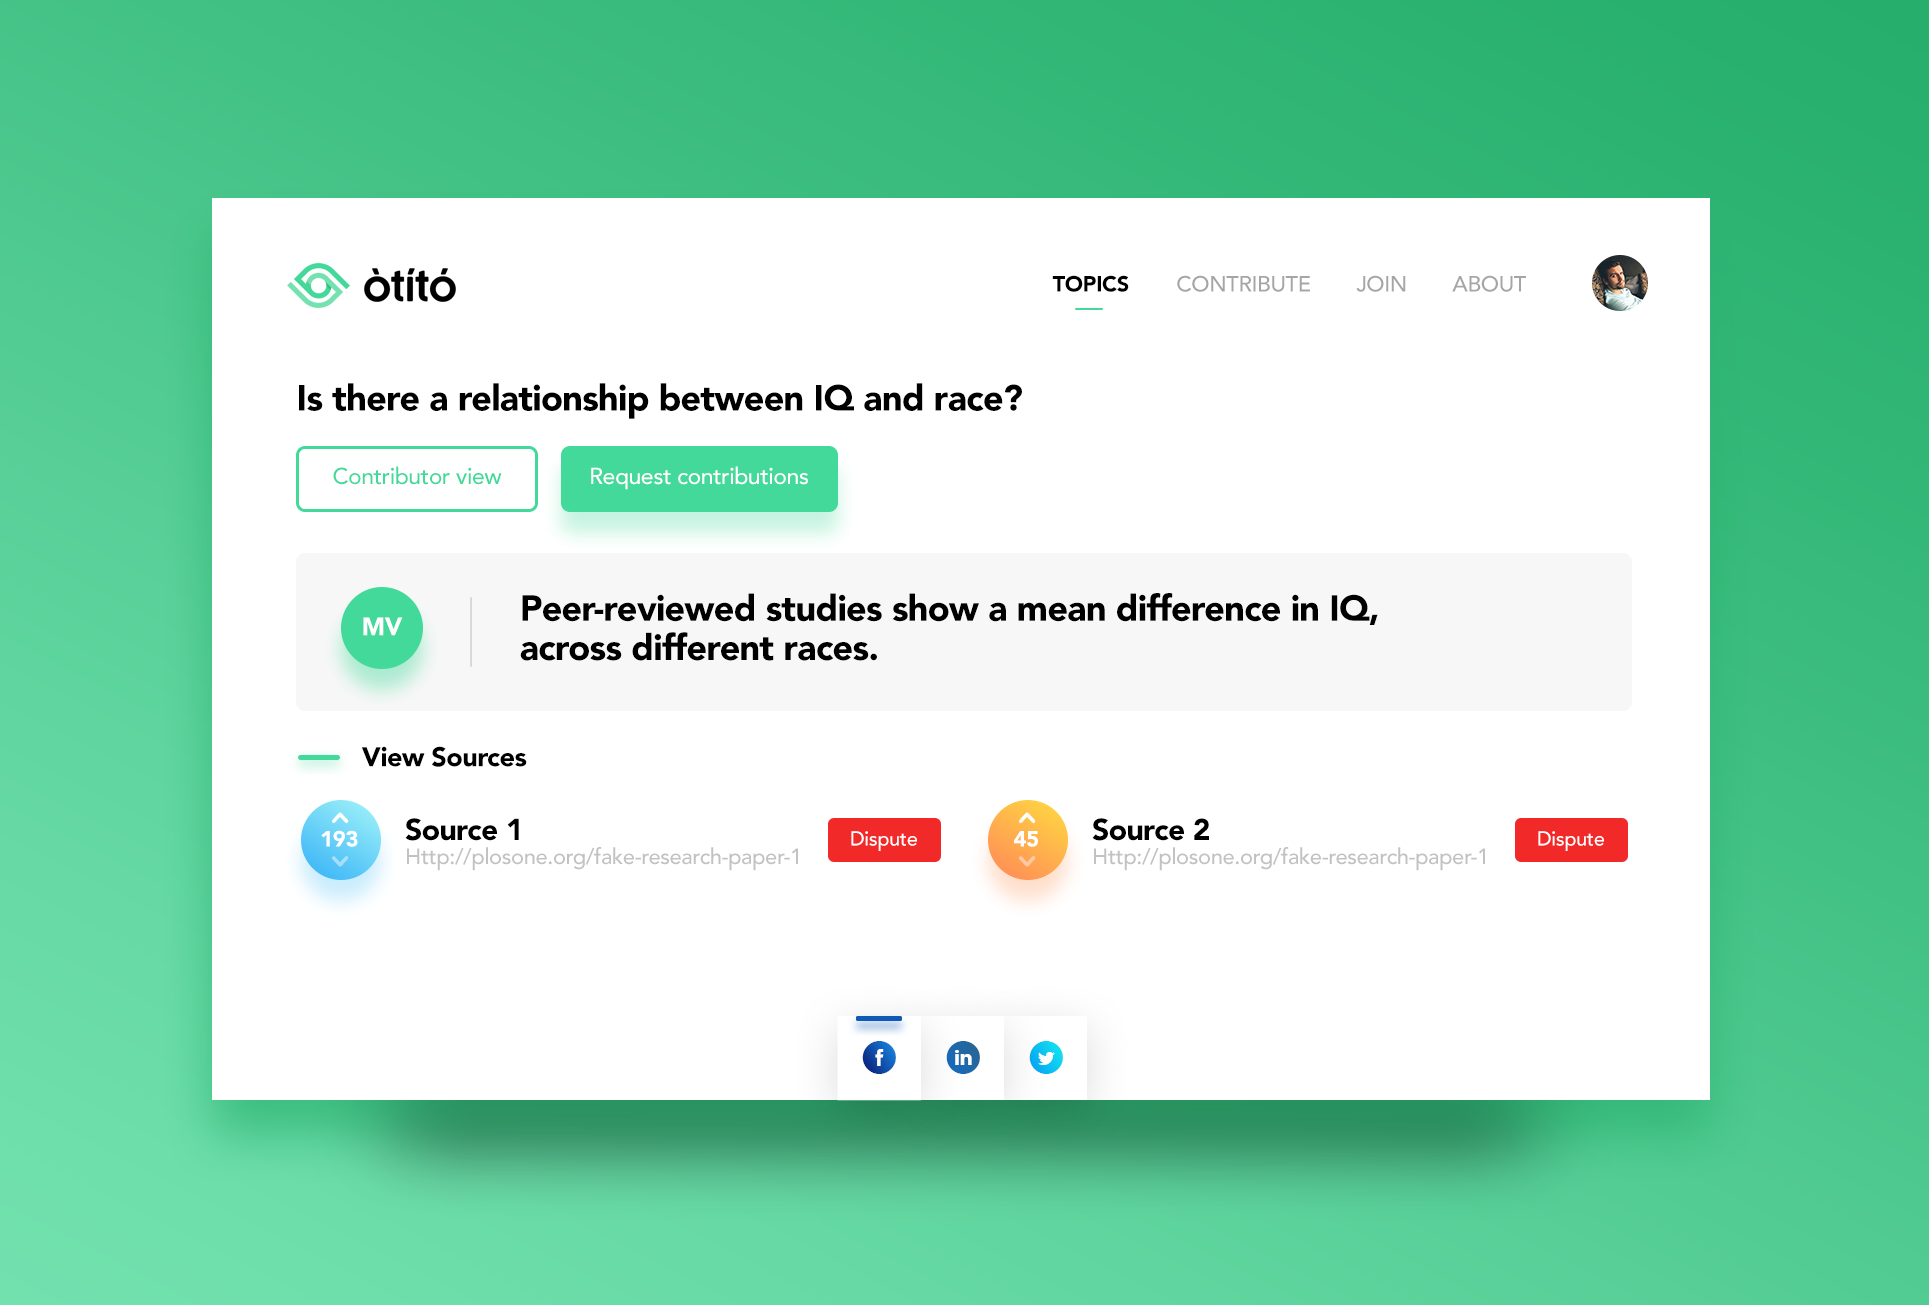 òtító
TOPICS CONTRIBUTE JOIN ABOUT
Is there a relationship between IQ and race?
Contributor view Request contributions
MV
Peer-reviewed studies show a mean difference in IQ,
across different races.
View Sources
193
Source 1
Http://plosone.org/fake-research-paper-1
Dispute
45
Source 2
Http://plosone.org/fake-research-paper-1
Dispute
f in